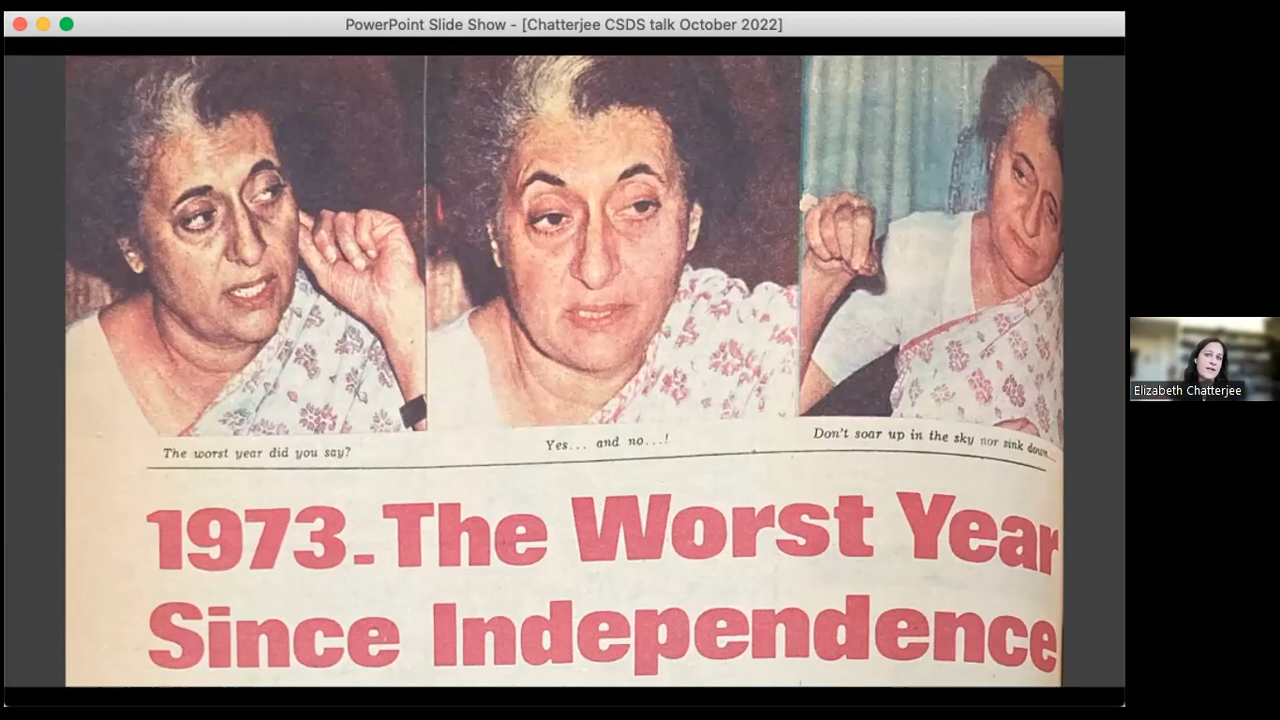 PowerPoint Slide Show - [Chatterjee CSDS talk October 2022]
The worst year did you say?
Yes... and no...!
Don't soar up in the sky nor sink down...
1973-The Worst Year
Since Independence
Elizabeth Chatterjee